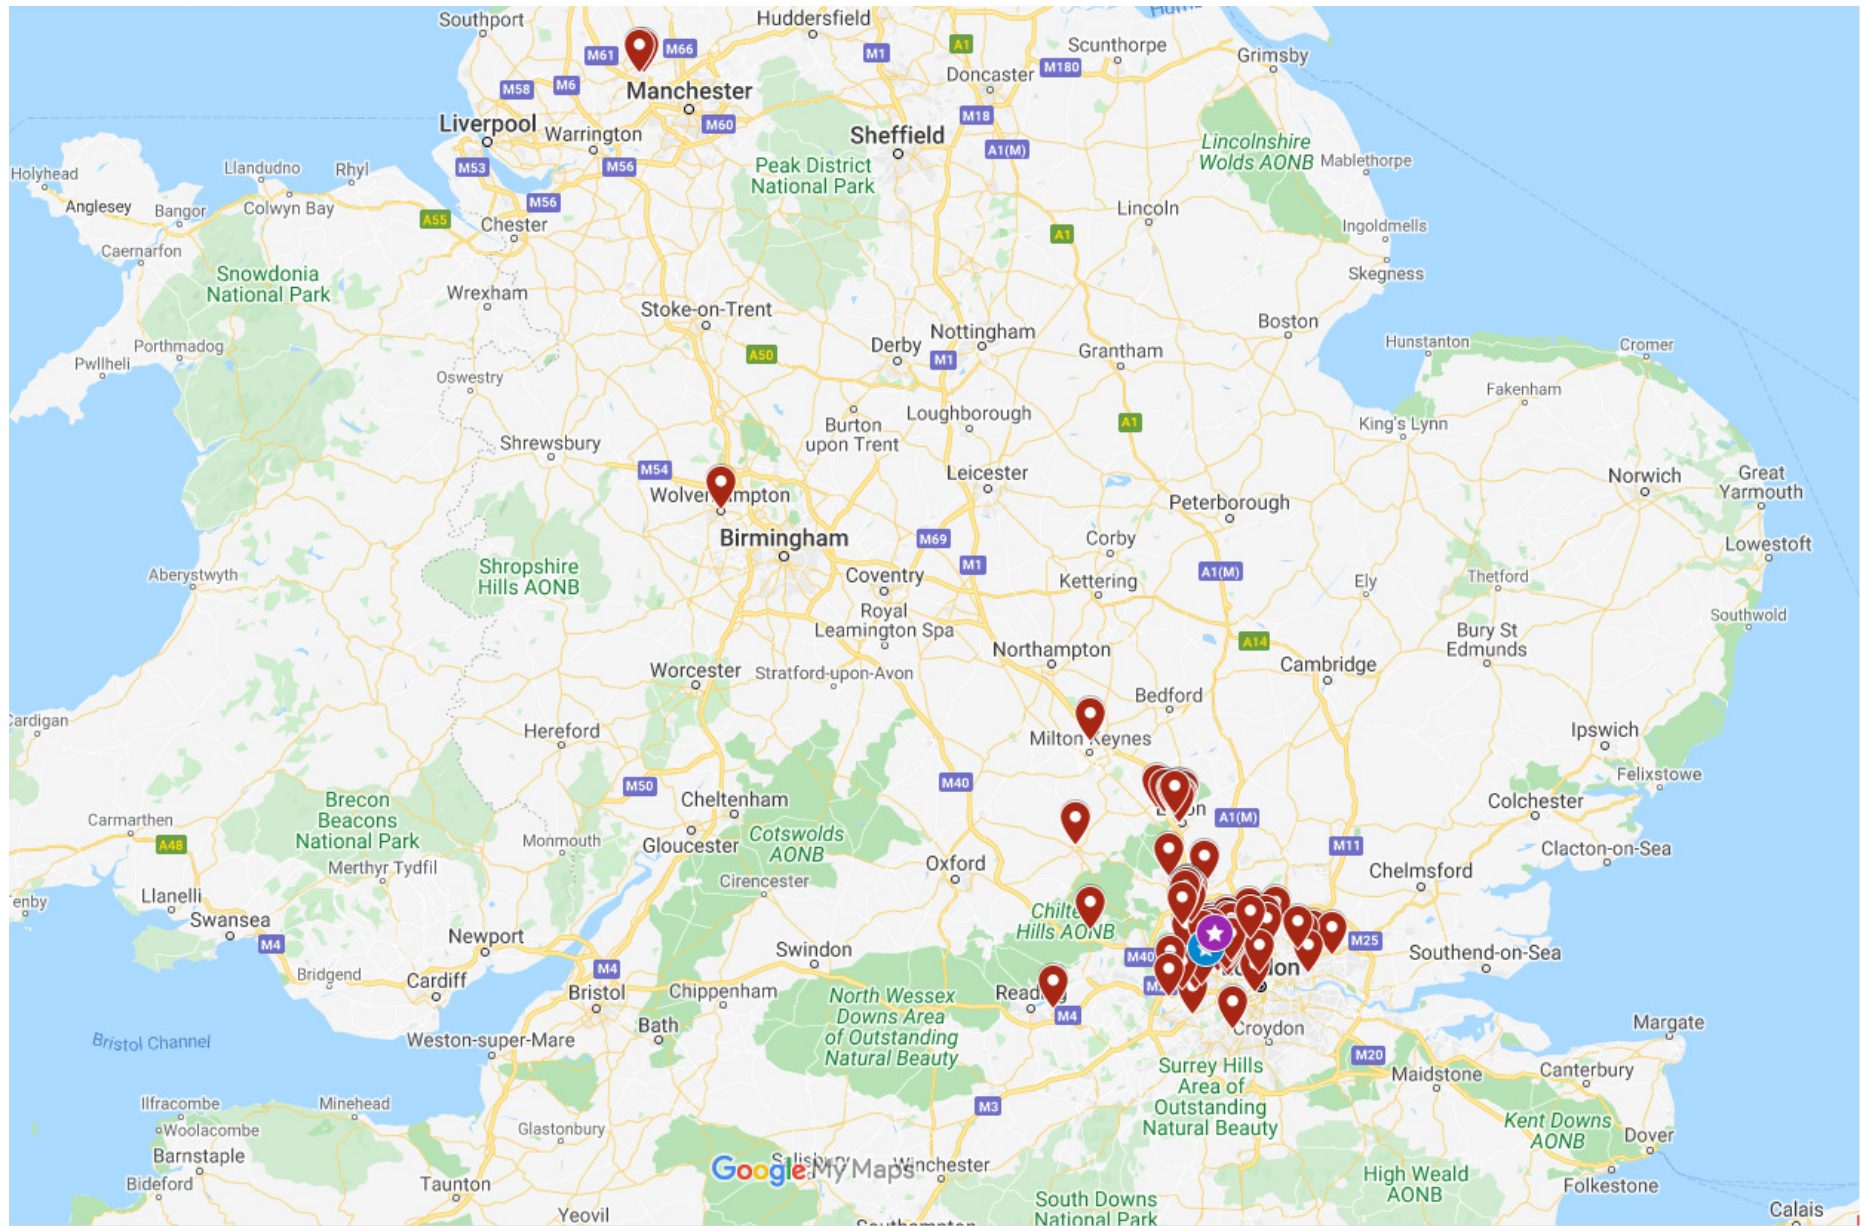 Southport
Huddersfield
M61
M66
M1
A1
Scunthorpe
Grimsby
M58
M6
Manchester
Doncaster
M180
Liverpool
Warrington
M60
Sheffield
M18
A1(M)
Lincolnshire
Wolds AONB
Mablethorpe
Holyhead
Llandudno
Rhyl
M53
M56
Peak District
National Park
Anglesey
Bangor
Colwyn Bay
A55
M56
Chester
Lincoln
Ingoldmells
Caernarfon
A1
Snowdonia
National Park
Wrexham
Skegness
Stoke-on-Trent
Nottingham
Boston
Porthmadog
A50
Derby
M1
Grantham
Hunstanton
Cromer
Pwllheli
Oswestry
Fakenham
Burton
upon Trent
Loughborough
A1
King's Lynn
Shrewsbury
M54
Leicester
Norwich
Great
Yarmouth
Peterborough
Birmingham
M69
Corby
Lowestoft
Shropshire
Hills AONB
Coventry
M1
Kettering
A1(M)
Ely
Thetford
Aberystwyth
Royal
Leamington Spa
Southwold
Bury St
Edmunds
A14
Northampton
Cambridge
Worcester
Stratford-upon-Avon
Bedford
Cardigan
Hereford
Milton Keynes
Ipswich
M50
M40
Felixstowe
Brecon
Beacons
National Park
Cheltenham
Colchester
Carmarthen
A48
Monmouth
Gloucester
Cotswolds
AONB
A1(M)
M11
Clacton-on-Sea
Merthyr Tydfil
Oxford
Chelmsford
Llanelli
Cirencester
Swansea
M4
Newport
Hills AONB
M25
Bridgend
Cardiff
M4
Swindon
M40
Southend-on-Sea
Bristol
Chippenham
North Wessex
Downs Area
of Outstanding
Natural Beauty
M4
Bath
Croydon
Margate
Bristol Channel
Weston-super-Mare
M20
Canterbury
Surrey Hills
Area of
Outstanding
Natural Beauty
Maidstone
Ilfracombe
Minehead
M3
Woolacombe
Glastonbury
Kent Downs
AONB
Dover
Barnstaple
Google My Maps
Salisbury
Winchester
High Weald
AONB
Bideford
Taunton
Folkestone
South Downs
National Park
Yeovil
Southampton
Calais